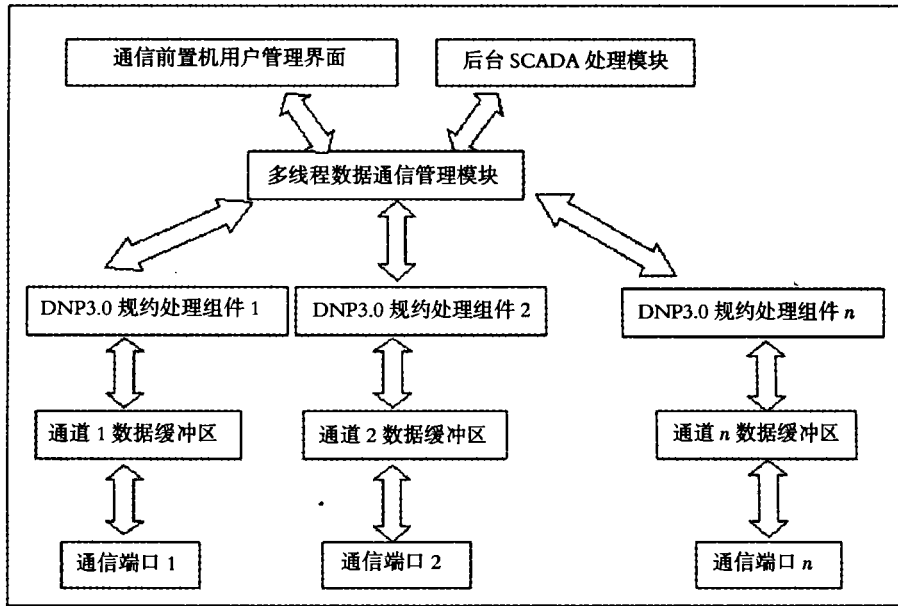 通信前置机用户管理界面
后台 SCADA 处理模块
多线程数据通信管理模块
DNP3.0 规约处理组件 1
DNP3.0 规约处理组件 2
DNP3.0 规约处理组件 n
通道 1 数据缓冲区
通道 2 数据缓冲区
通道 n 数据缓冲区
通信端口 1
通信端口 2
通信端口 n